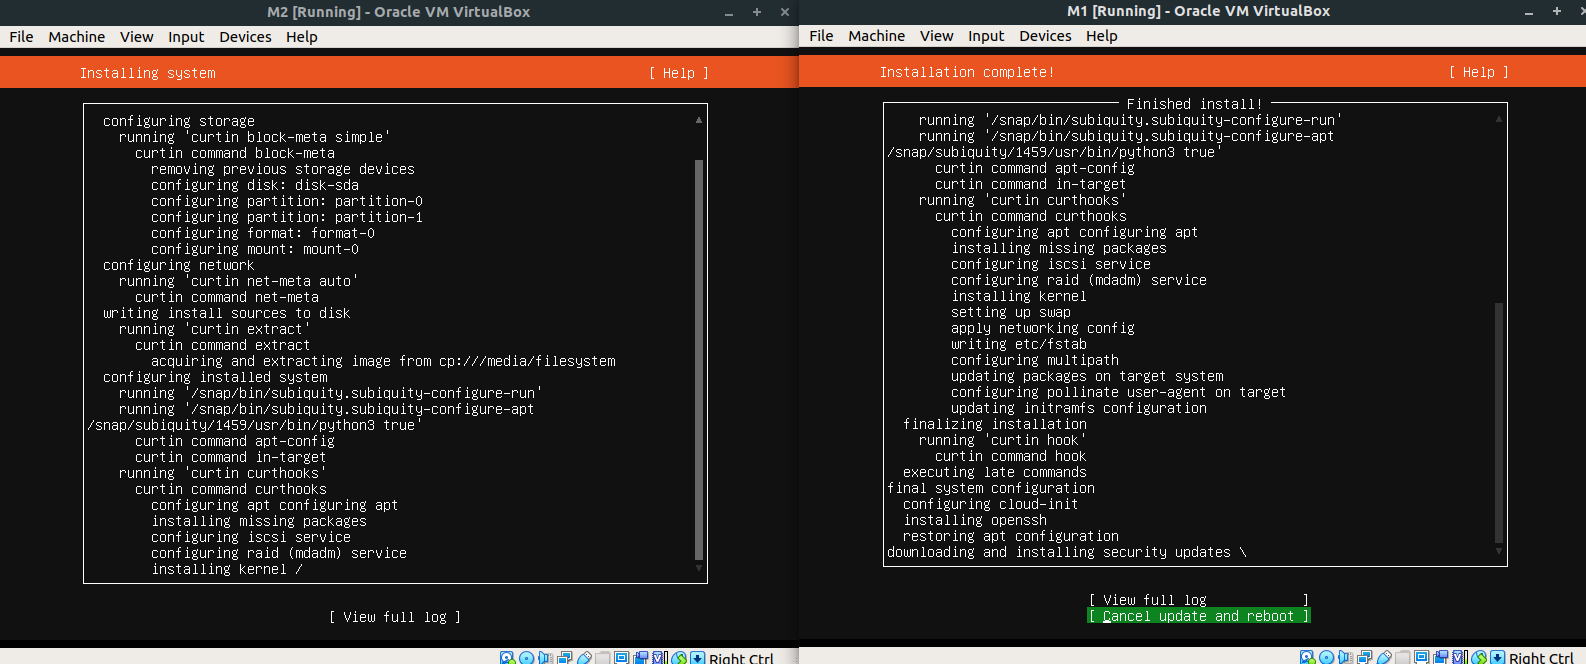 M2 [Running] - Oracle VM VirtualBox
File Machine View Input Devices Help
Installing system [ Help ]
configuring storage
running 'curtin block-meta simple'
curtin command block-meta
removing previous storage devices
configuring disk: disk-sda
configuring partition: partition-0
configuring partition: partition-1
configuring format: format-0
configuring mount: mount-0
configuring network
running 'curtin net-meta auto'
curtin command net-meta
writing install sources to disk
running 'curtin extract'
curtin command extract
acquiring and extracting image from cp:///media/filesystem
configuring installed system
running '/snap/bin/subiquity.subiquity-configure-run'
running '/snap/bin/subiquity.subiquity-configure-apt
/snap/subiquity/1459/usr/bin/python3 true'
curtin command apt-config
curtin command in-target
running 'curtin curthooks'
curtin command curthooks
configuring apt configuring apt
installing missing packages
configuring iscsi service
configuring raid (mdadm) service
installing kernel /
[ View full log ]
Right Ctrl
M1 [Running] - Oracle VM VirtualBox
File Machine View Input Devices Help
Installation complete! [ Help ]
Finished install!
running '/snap/bin/subiquity.subiquity-configure-run'
running '/snap/bin/subiquity.subiquity-configure-apt
/snap/subiquity/1459/usr/bin/python3 true'
curtin command apt-config
curtin command in-target
running 'curtin curthooks'
curtin command curthooks
configuring apt configuring apt
installing missing packages
configuring iscsi service
configuring raid (mdadm) service
installing kernel
setting up swap
apply networking config
writing etc/fstab
configuring multipath
updating packages on target system
configuring pollinate user-agent on target
updating initramfs configuration
finalizing installation
running 'curtin hook'
curtin command hook
executing late commands
final system configuration
configuring cloud-init
installing openssh
restoring apt configuration
downloading and installing security updates \
[ View full log ]
[ Cancel update and reboot ]
Right Ctrl